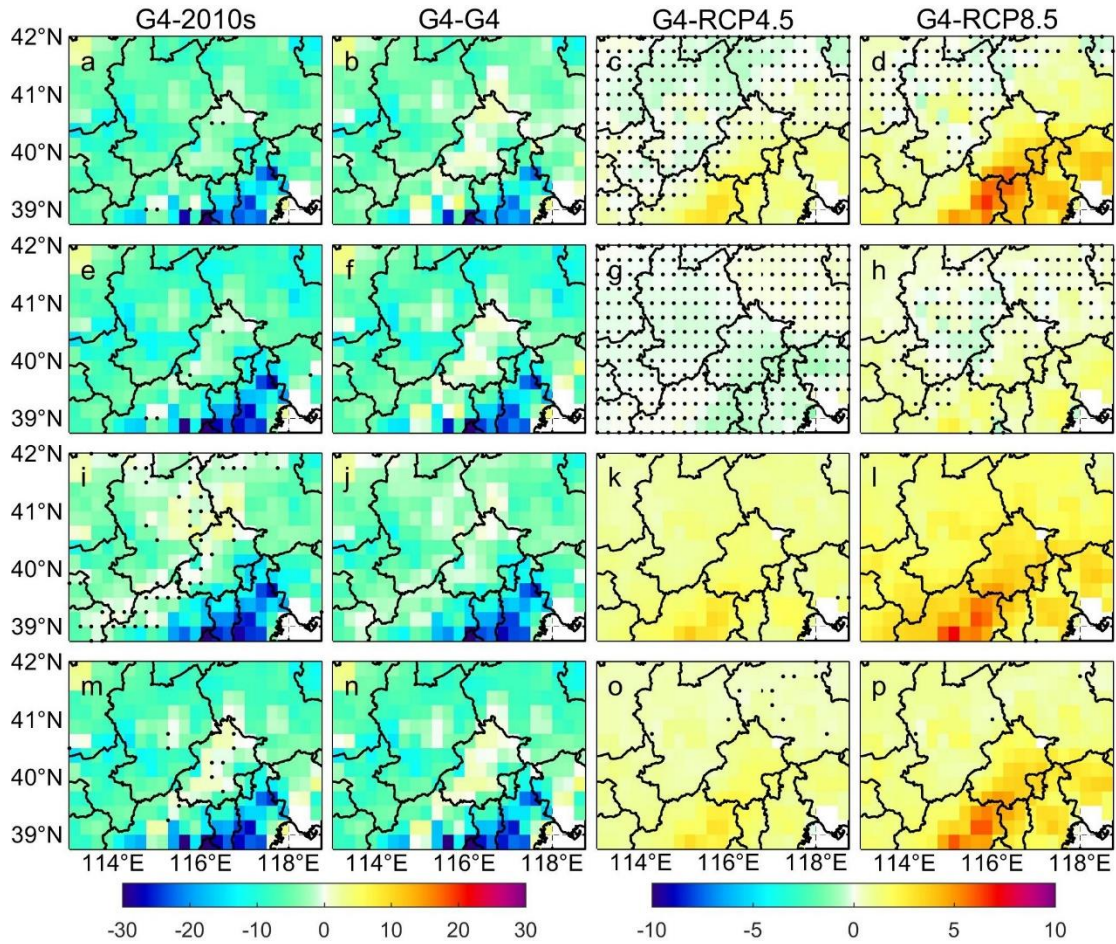 G4-2010s G4-G4 G4-RCP4.5 G4-RCP8.5
42°N a b c d
41°N
40°N
39°N
42°N e f g h
41°N
40°N
39°N
42°N i j k l
41°N
40°N
39°N
42°N m n o p
41°N
40°N
39°N
114°E 116°E 118°E 114°E 116°E 118°E 114°E 116°E 118°E 114°E 116°E 118°E
-30 -20 -10 0 10 20 30 -10 -5 0 5 10